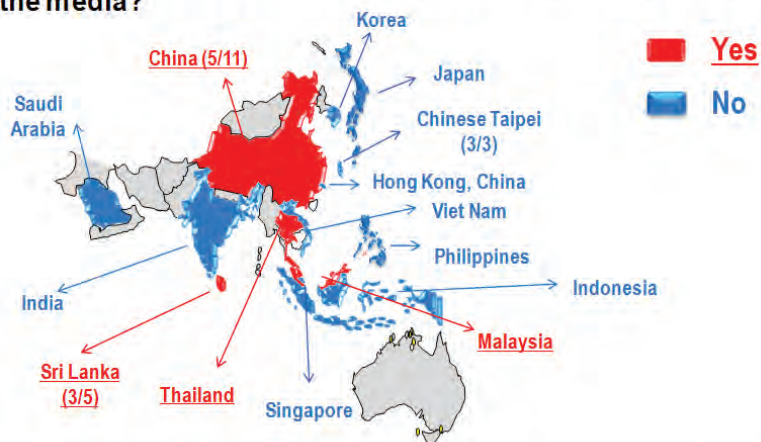 the media?
Korea
China (5/11)
Yes
Japan
Saudi
Arabia
No
Chinese Taipei
(3/3)
Hong Kong, China
Viet Nam
Philippines
India
Indonesia
Malaysia
Sri Lanka
(3/5)
Thailand
Singapore